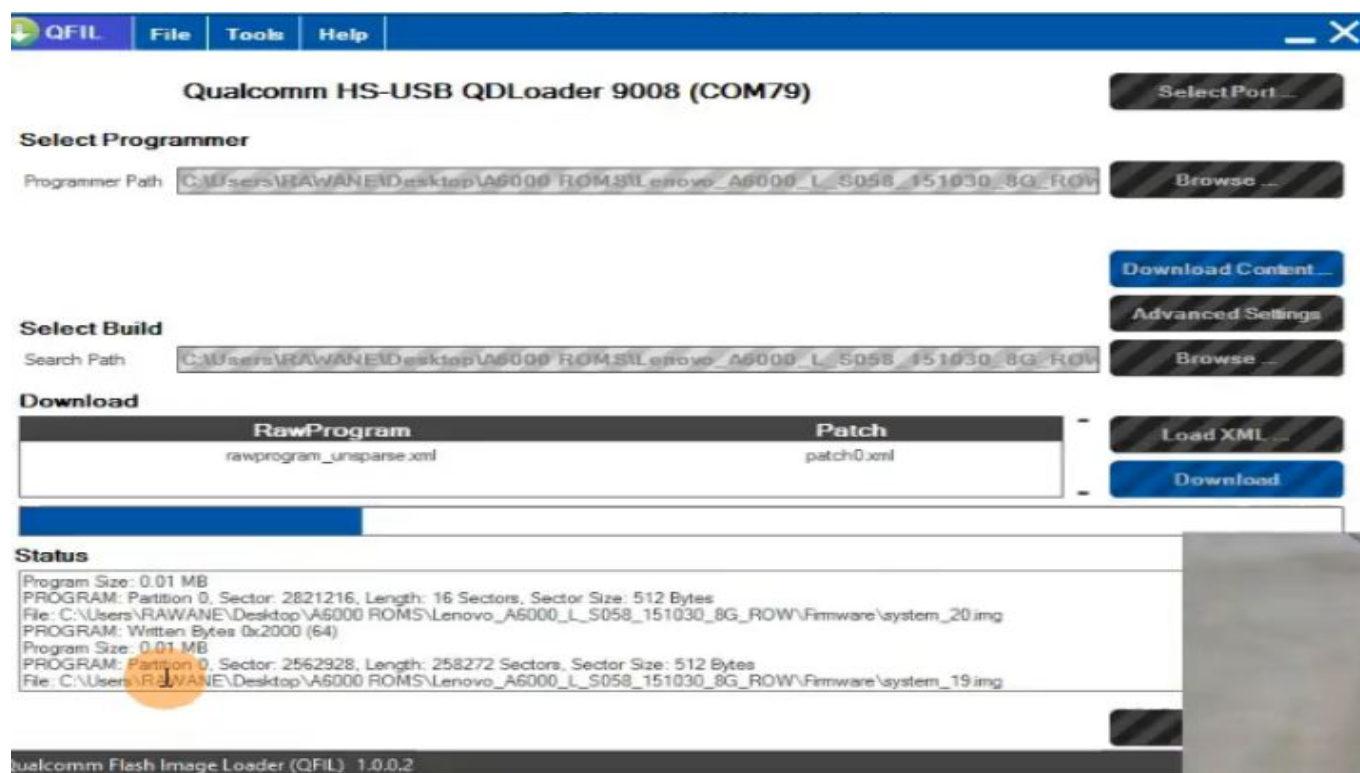 QFIL File Tools Help
Qualcomm HS-USB QDLoader 9008 (COM79)
Select Port ...
Select Programmer
Programmer Path C:\Users\RAWANE\Desktop\A6000 ROMS\Lenovo_A6000_L_S058_151030_8G_ROW
Browse ...
Download Content ...
Advanced Settings
Select Build
Search Path C:\Users\RAWANE\Desktop\A6000 ROMS\Lenovo_A6000_L_S058_151030_8G_ROW
Browse ...
Download
RawProgram Patch
Load XML ...
rawprogram_unsparse.xml patch0.xml
Download
Status
Program Size: 0.01 MB
PROGRAM: Partition 0, Sector: 2821216, Length: 16 Sectors, Sector Size: 512 Bytes
File: C:\Users\RAWANE\Desktop\A6000 ROMS\Lenovo_A6000_L_S058_151030_8G_ROW\Firmware\system_20.img
PROGRAM: Written Bytes 0x2000 (64)
Program Size: 0.01 MB
PROGRAM: Partition 0, Sector: 2562928, Length: 258272 Sectors, Sector Size: 512 Bytes
File: C:\Users\RAWANE\Desktop\A6000 ROMS\Lenovo_A6000_L_S058_151030_8G_ROW\Firmware\system_19.img
Qualcomm Flash Image Loader (QFIL) 1.0.0.2